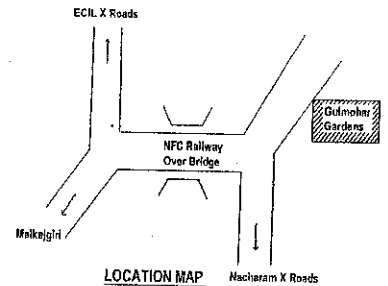 ECIL X Roads
Gulmohar
Gardens
NFC Railway
Over Bridge
Malkajgiri
LOCATION MAP
Nacharam X Roads